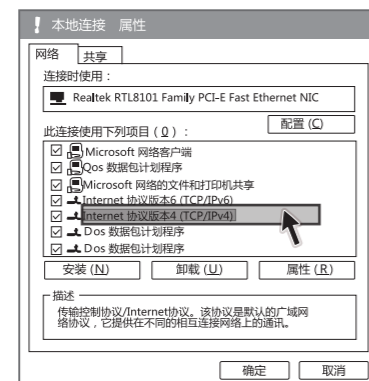 ! 本地连接 属性
网络
共享
连接时使用：
Realtek RTL8101 Family PCI-E Fast Ethernet NIC
配置 (C)
此连接使用下列项目 ( 0 ) ：
Microsoft 网络客户端
Qos 数据包计划程序
Microsoft 网络的文件和打印机共享
Internet 协议版本6 (TCP/IPv6)
Internet 协议版本4 (TCP/IPv4)
Dos 数据包计划程序
Dos 数据包计划程序
安装 (N)
卸载 (U)
属性 (R)
描述
传输控制协议/Internet协议。该协议是默认的广域网
络协议，它提供在不同的相互连接网络上的通讯。
确定
取消